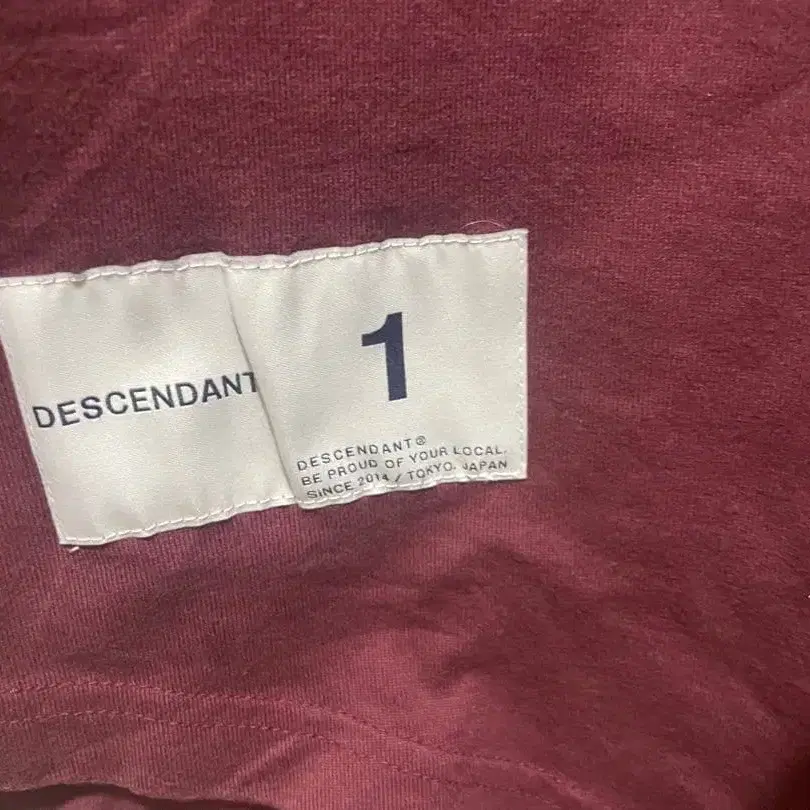 DESCENDANT
1
DESCENDANT®
BE PROUD OF YOUR LOCAL.
SINCE 2014 / TOKYO, JAPAN